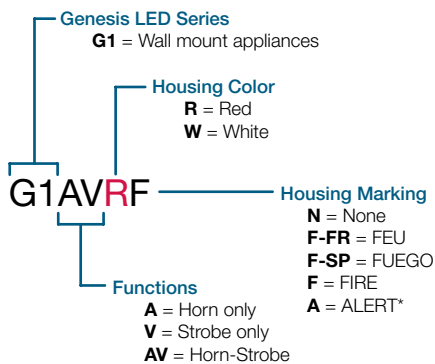 Genesis LED Series
G1 = Wall mount appliances
Housing Color
R = Red
W = White
G1AVRF
Housing Marking
N = None
F-FR = FEU
F-SP = FUEGO
F = FIRE
A = ALERT*
Functions
A = Horn only
V = Strobe only
AV = Horn-Strobe